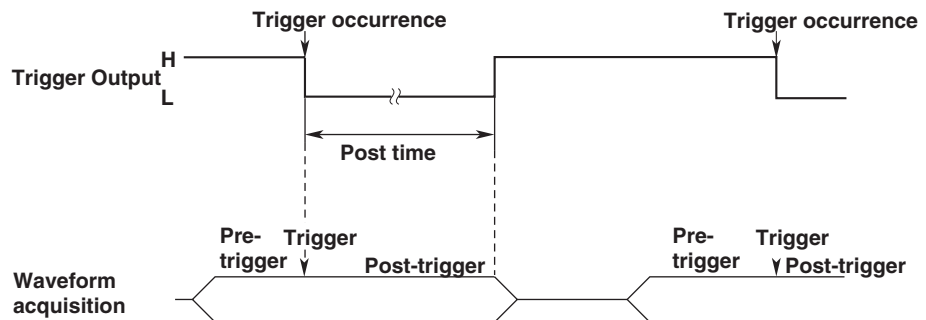 Trigger occurrence
Trigger occurrence
H
Trigger Output
L
Post time
Pre-
trigger
Trigger
Post-trigger
Pre-
trigger
Trigger
Post-trigger
Waveform
acquisition